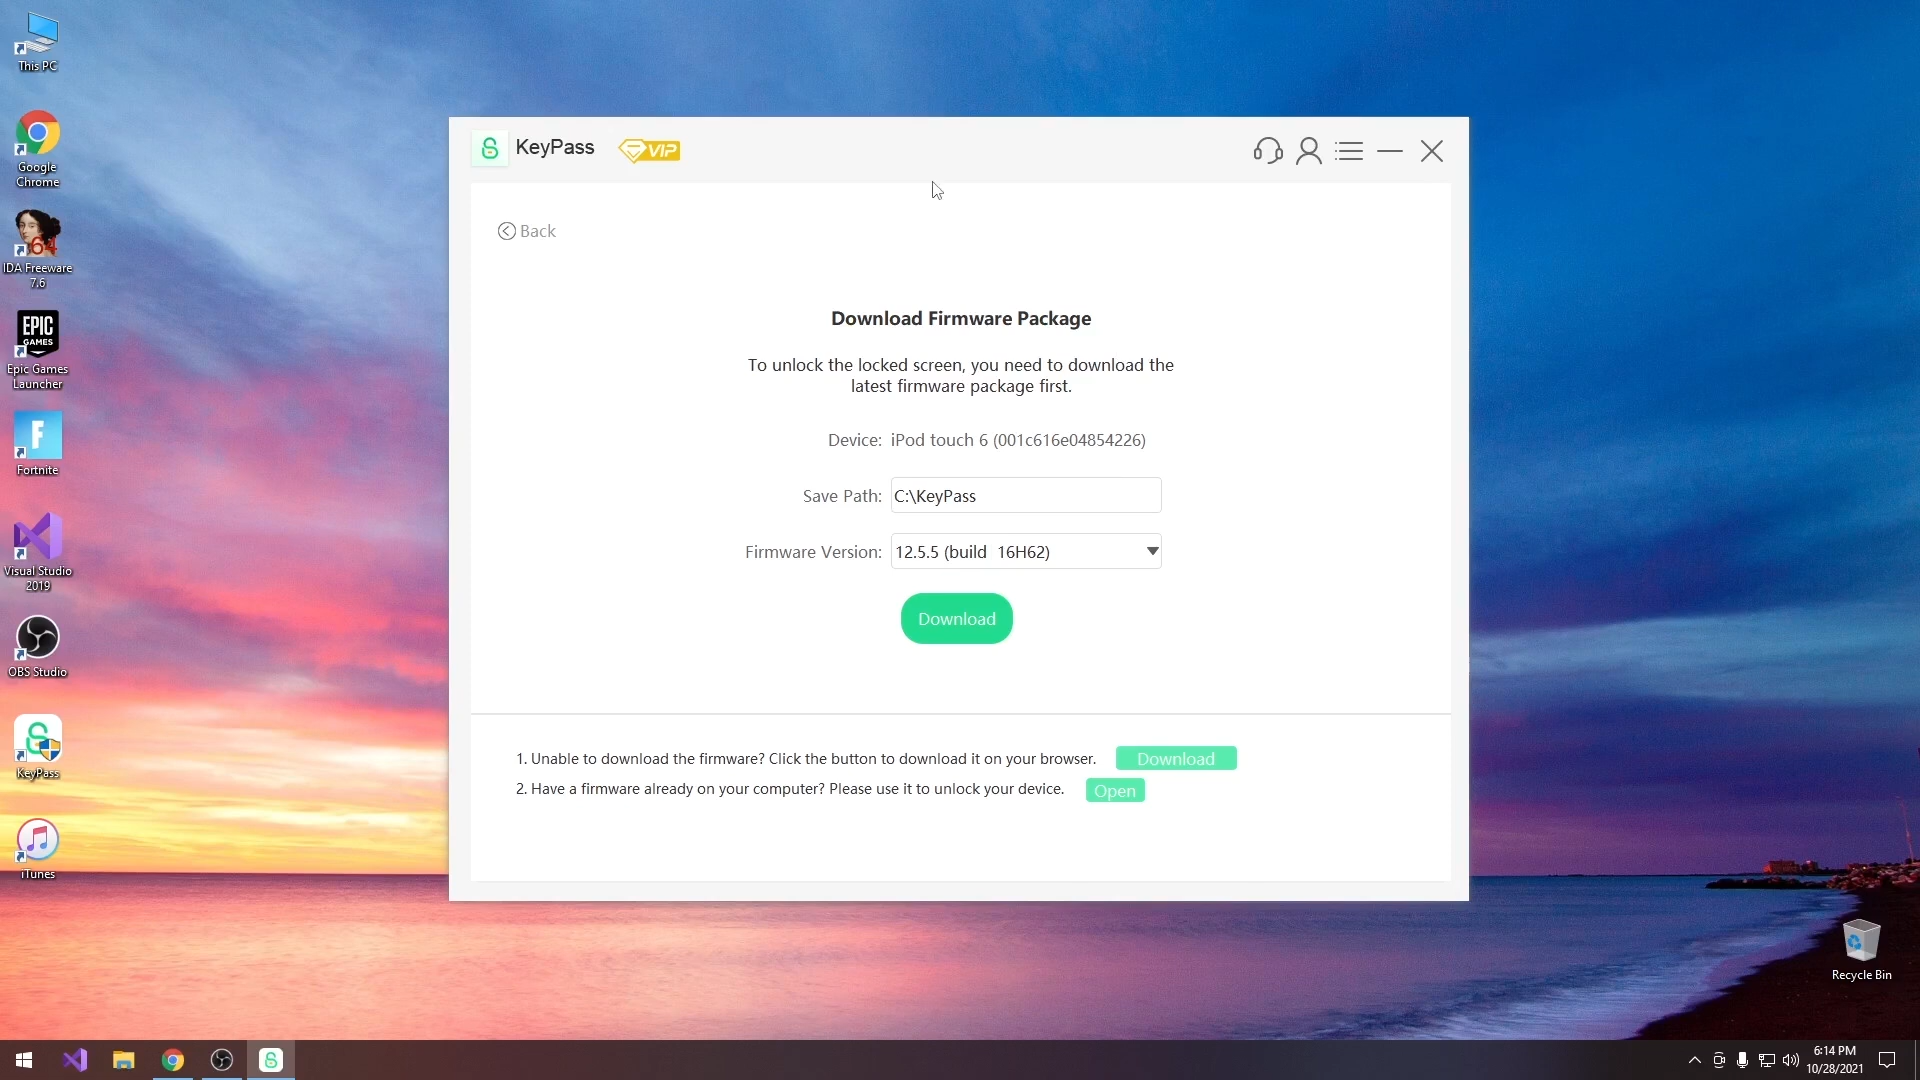 This PC
Google
Chrome
64
IDA Freeware
7.6
EPIC
GAMES
Epic Games
Launcher
F
Fortnite
Visual Studio
2019
OBS Studio
KeyPass
iTunes
KeyPass
VIP
Back
Download Firmware Package
To unlock the locked screen, you need to download the
latest firmware package first.
Device: iPod touch 6 (001c616e04854226)
Save Path: C:\KeyPass
Firmware Version: 12.5.5 (build 16H62)
Download
1. Unable to download the firmware? Click the button to download it on your browser. Download
2. Have a firmware already on your computer? Please use it to unlock your device. Open
Recycle Bin
6:14 PM
10/28/2021